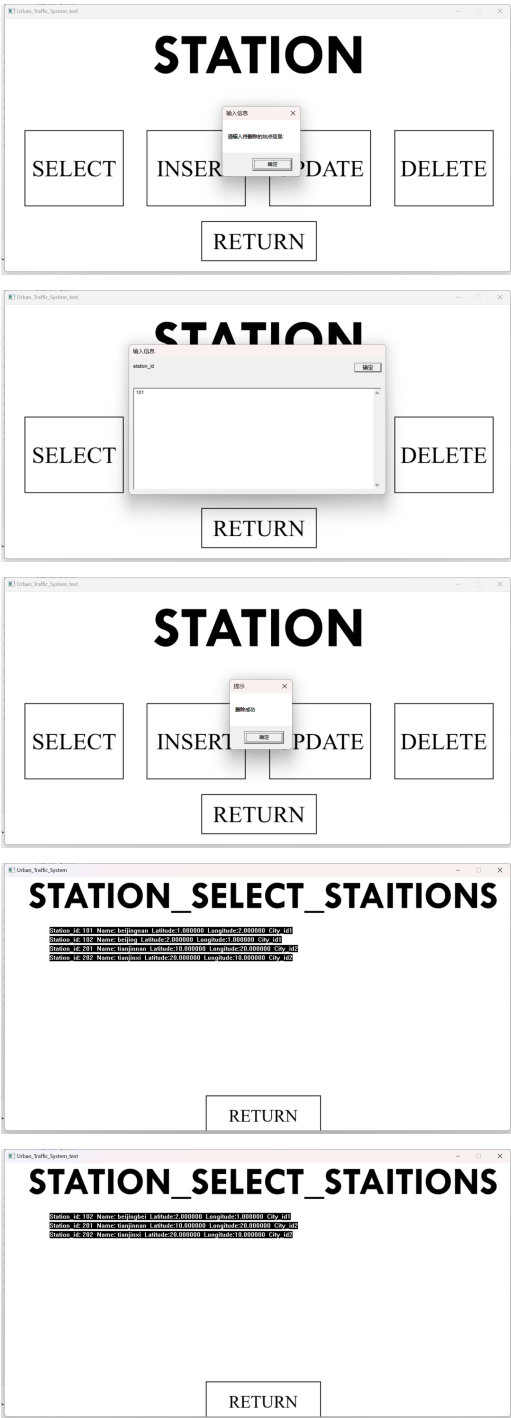 Urban_Traffic_System_test
STATION
输入信息
请输入待删除的站点信息:
确定
SELECT
INSER
PDATE
DELETE
RETURN
Urban_Traffic_System_test
STATION
输入信息
station_id
确定
101
SELECT
DELETE
RETURN
Urban_Traffic_System_test
STATION
提示
删除成功
确定
SELECT
INSERT
PDATE
DELETE
RETURN
Urban_Traffic_System
STATION_SELECT_STAITIONS
Station_id: 101 Name: beijingnan Latitude:1.000000 Longitude:2.000000 City_id1
Station_id: 102 Name: beijing Latitude:2.000000 Longitude:1.000000 City_id1
Station_id: 201 Name: tianjinnan Latitude:10.000000 Longitude:20.000000 City_id2
Station_id: 202 Name: tianjinxi Latitude:20.000000 Longitude:10.000000 City_id2
RETURN
Urban_Traffic_System_test
STATION_SELECT_STAITIONS
Station_id: 102 Name: beijingbei Latitude:2.000000 Longitude:1.000000 City_id1
Station_id: 201 Name: tianjinnan Latitude:10.000000 Longitude:20.000000 City_id2
Station_id: 202 Name: tianjinxi Latitude:20.000000 Longitude:10.000000 City_id2
RETURN